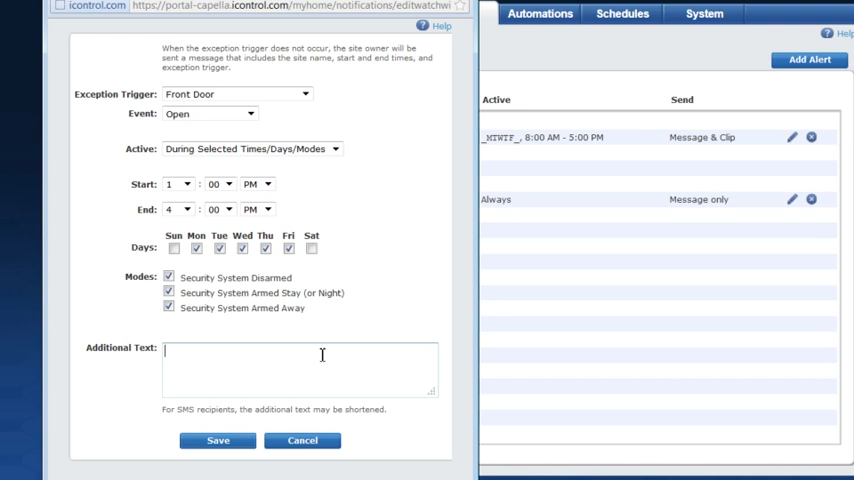 icontrol.com https://portal-capella.icontrol.com/myhome/notifications/editwatchwi
Help
When the exception trigger does not occur, the site owner will be
sent a message that includes the site name, start and end times, and
exception trigger.
Exception Trigger: Front Door
Event: Open
Active: During Selected Times/Days/Modes
Start: 1 : 00 PM
End: 4 : 00 PM
Sun Mon Tue Wed Thu Fri Sat
Days:
Modes: Security System Disarmed
Security System Armed Stay (or Night)
Security System Armed Away
Additional Text:
For SMS recipients, the additional text may be shortened.
Save Cancel
Automations Schedules System
Help
Add Alert
Active Send
_MTWTF_, 8:00 AM - 5:00 PM Message & Clip
Always Message only